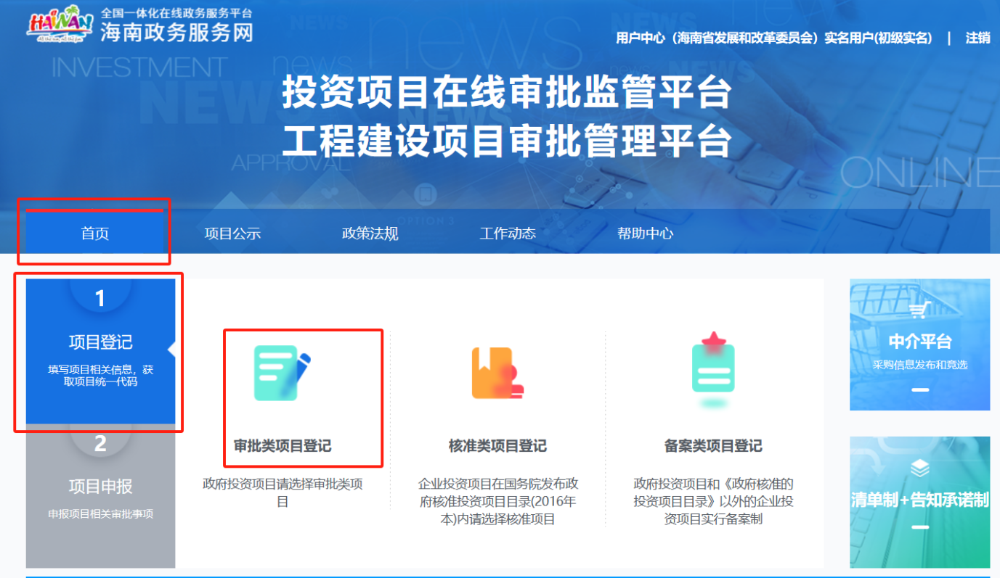 HAINAN
全国一体化在线政务服务平台
海南政务服务网
NEWS
NEWS
用户中心（海南省发展和改革委员会）实名用户(初级实名) | 注销
INVESTMENT
news
news
news
NEWS
投资项目在线审批监管平台
NEWS
NEWS
工程建设项目审批管理平台
APPROVAL
ONLINE
OPTION 3
首页
项目公示
政策法规
工作动态
帮助中心
1
项目登记
填写项目相关信息，获
取项目统一代码
2
项目申报
申报项目相关审批事项
审批类项目登记
政府投资项目请选择审批类项
目
核准类项目登记
企业投资项目在国务院发布政
府核准投资项目目录(2016年
本)内请选择核准项目
备案类项目登记
政府投资项目和《政府核准的
投资项目目录》以外的企业投
资项目实行备案制
中介平台
采购信息发布和竞选
清单制+告知承诺制